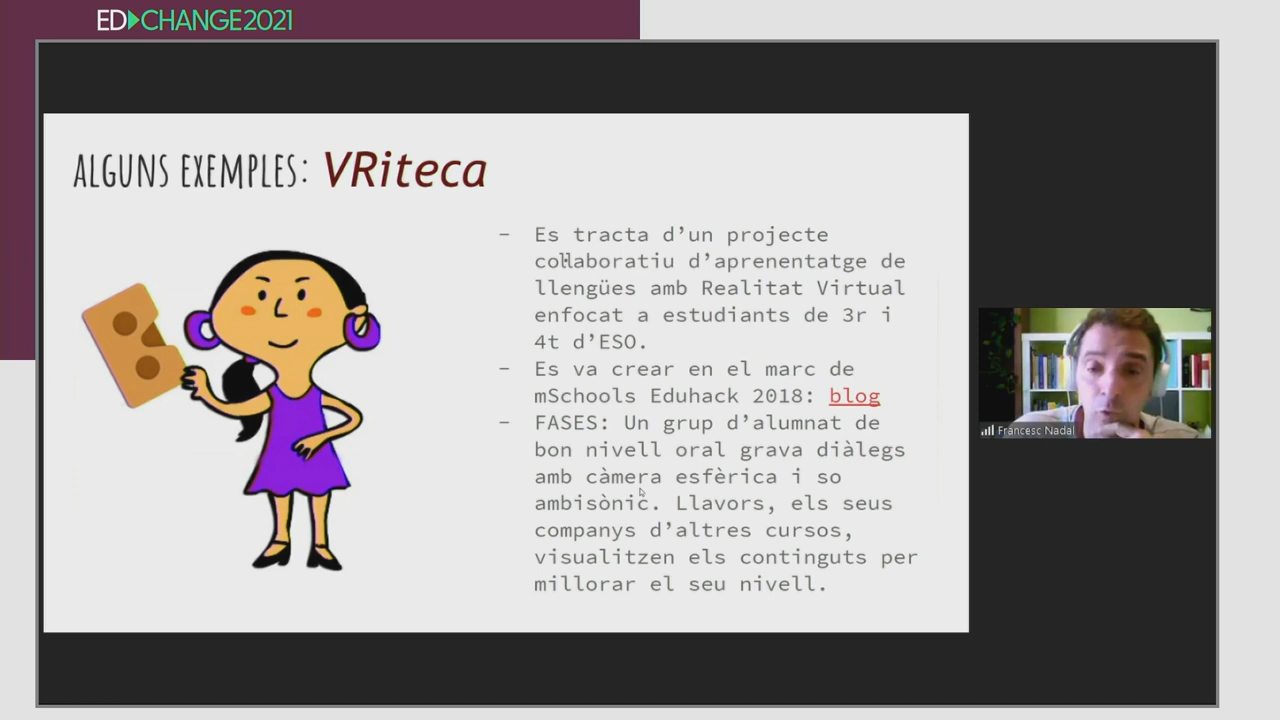 ED▶CHANGE2021
ALGUNS EXEMPLES: VRiteca
- Es tracta d'un projecte
col·laboratiu d'aprenentatge de
llengües amb Realitat Virtual
enfocat a estudiants de 3r i
4t d'ESO.
- Es va crear en el marc de
mSchools Eduhack 2018: blog
- FASES: Un grup d'alumnat de
bon nivell oral grava diàlegs
amb càmera esfèrica i so
ambisònic. Llavors, els seus
companys d'altres cursos,
visualitzen els continguts per
millorar el seu nivell.
Francesc Nadal